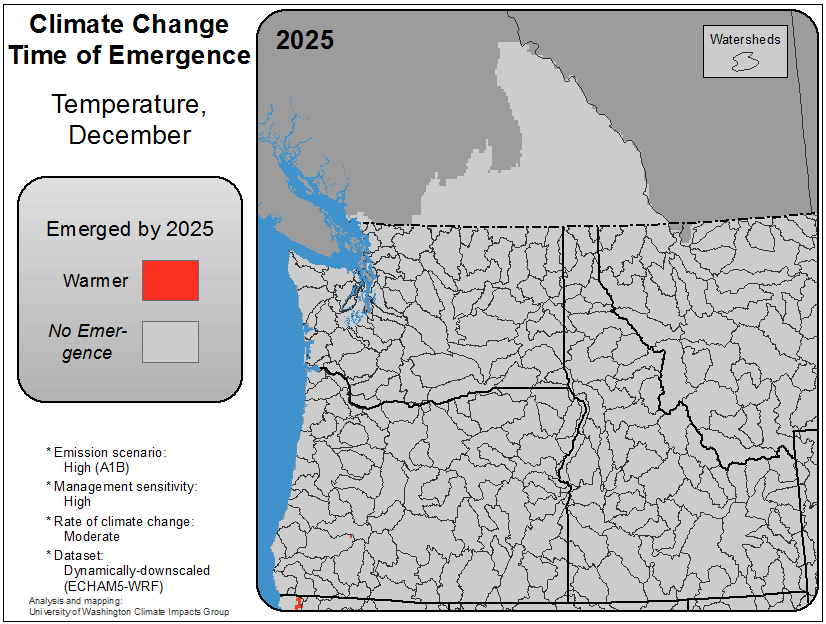 Climate Change
Time of Emergence
Temperature,
December
Emerged by 2025
Warmer
No Emer-
gence
* Emission scenario:
High (A1B)
* Management sensitivity:
High
* Rate of climate change:
Moderate
* Dataset:
Dynamically-downscaled
(ECHAM5-WRF)
Analysis and mapping:
University of Washington Climate Impacts Group
2025
Watersheds